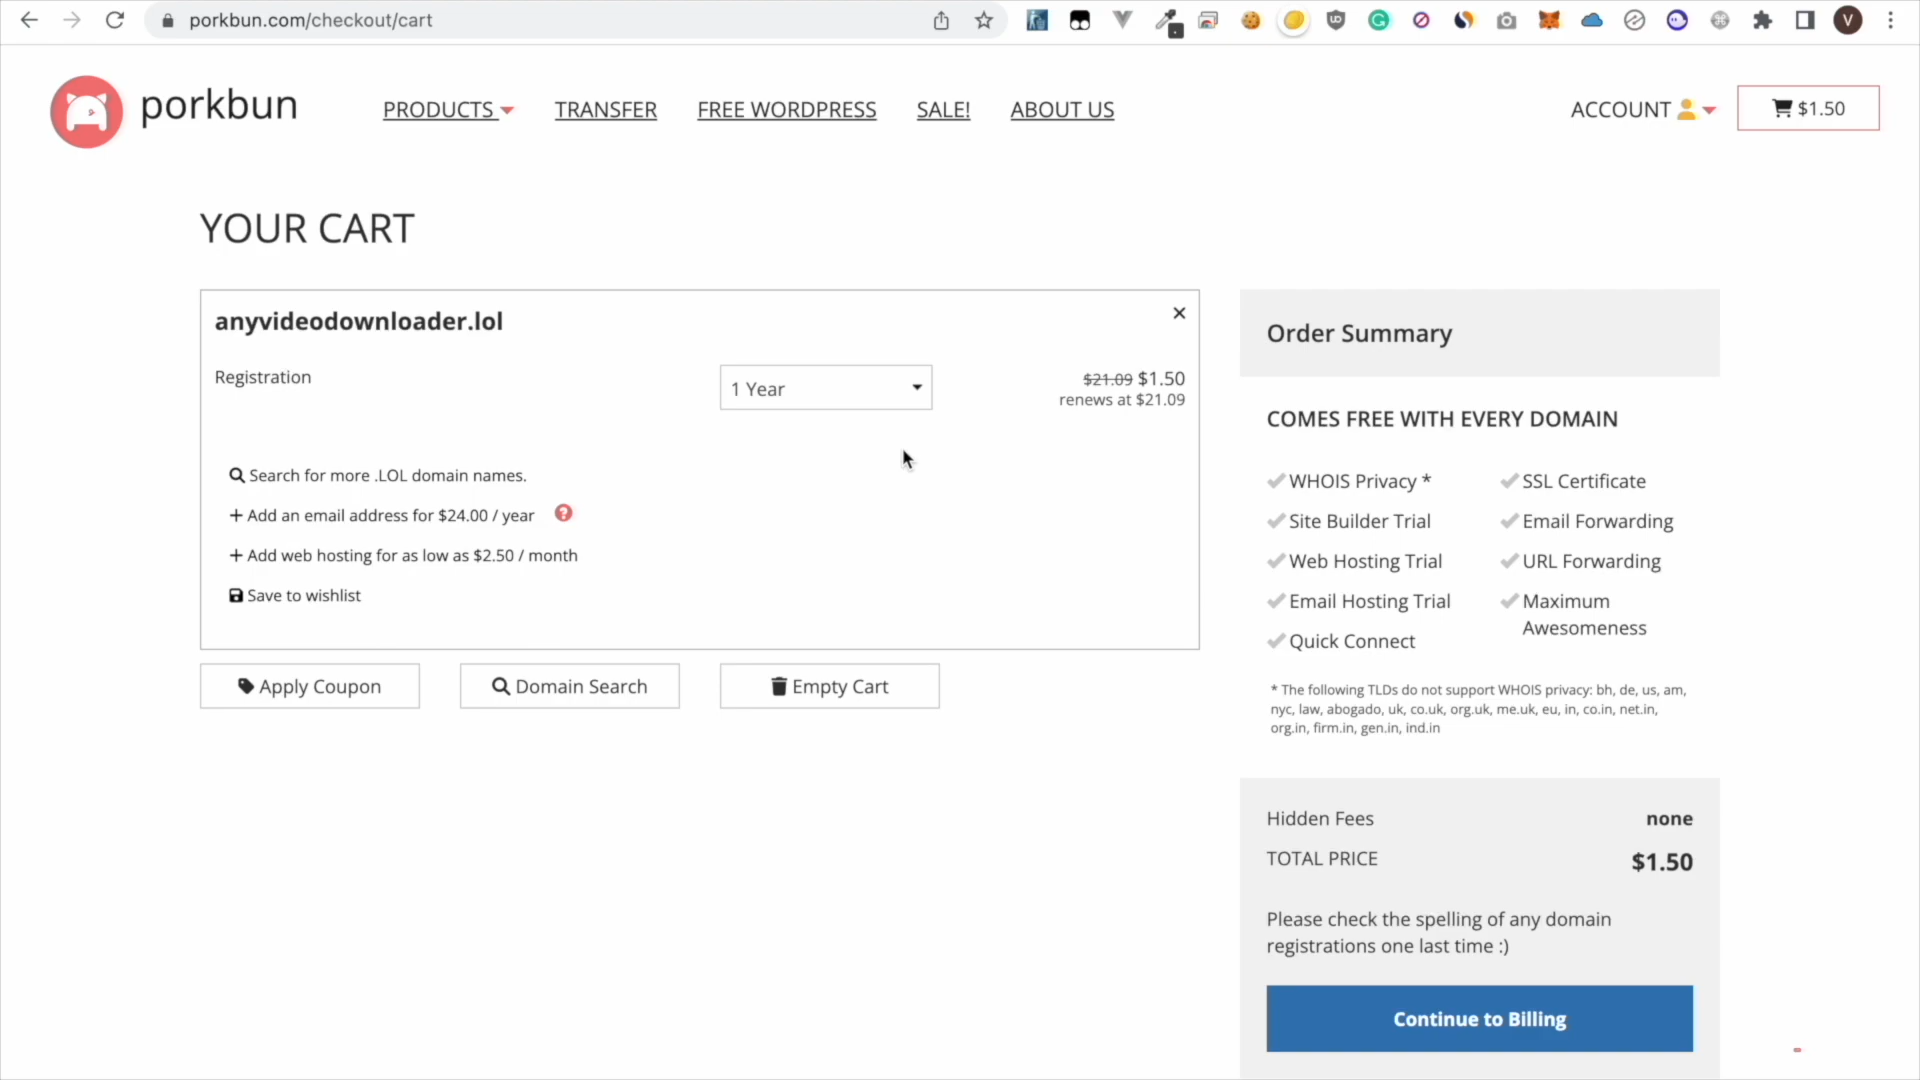 porkbun.com/checkout/cart
V
porkbun
PRODUCTS
TRANSFER
FREE WORDPRESS
SALE!
ABOUT US
ACCOUNT
$1.50
YOUR CART
anyvideodownloader.lol
Registration
1 Year
$21.09 $1.50
renews at $21.09
Search for more .LOL domain names.
+ Add an email address for $24.00 / year ?
+ Add web hosting for as low as $2.50 / month
Save to wishlist
Apply Coupon
Domain Search
Empty Cart
Order Summary
COMES FREE WITH EVERY DOMAIN
WHOIS Privacy *
SSL Certificate
Site Builder Trial
Email Forwarding
Web Hosting Trial
URL Forwarding
Email Hosting Trial
Maximum
Awesomeness
Quick Connect
* The following TLDs do not support WHOIS privacy: bh, de, us, am,
nyc, law, abogado, uk, co.uk, org.uk, me.uk, eu, in, co.in, net.in,
org.in, firm.in, gen.in, ind.in
Hidden Fees none
TOTAL PRICE $1.50
Please check the spelling of any domain
registrations one last time :)
Continue to Billing